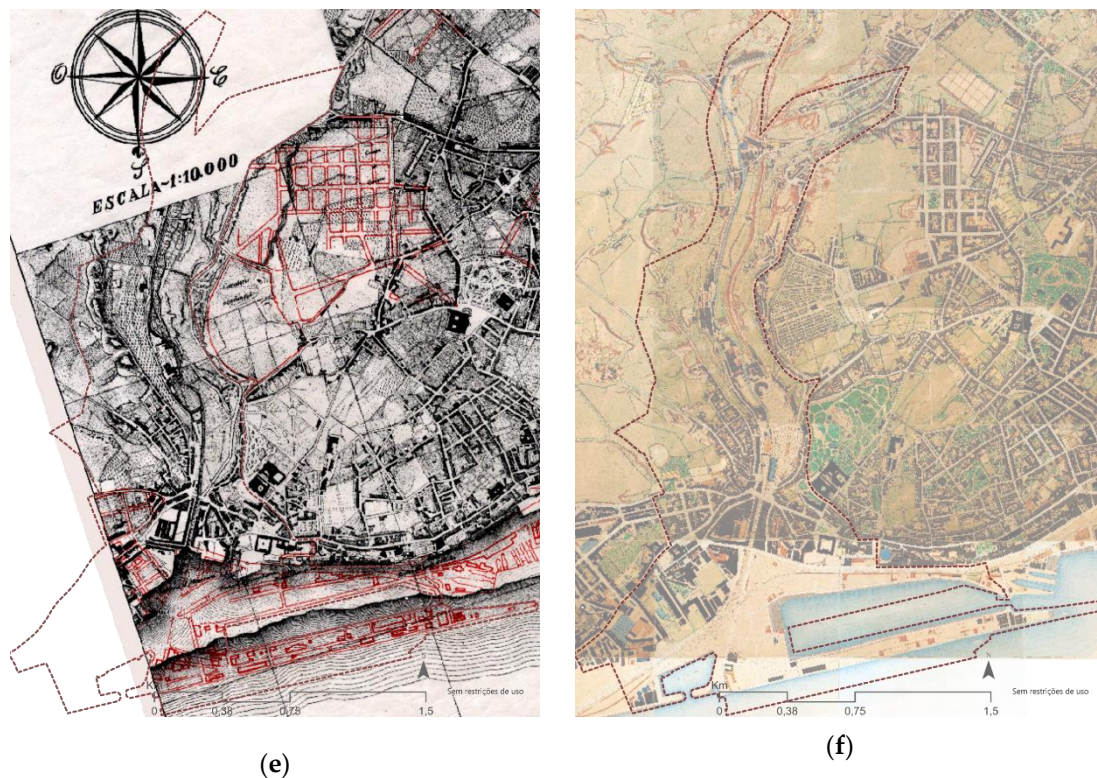 O
E
S
ESCALA-1:10.000
Km
0
0,38
0,75
1,5
Sem restrições de uso
N
Km
0
0,38
0,75
1,5
Sem restrições de uso
(e)
(f)